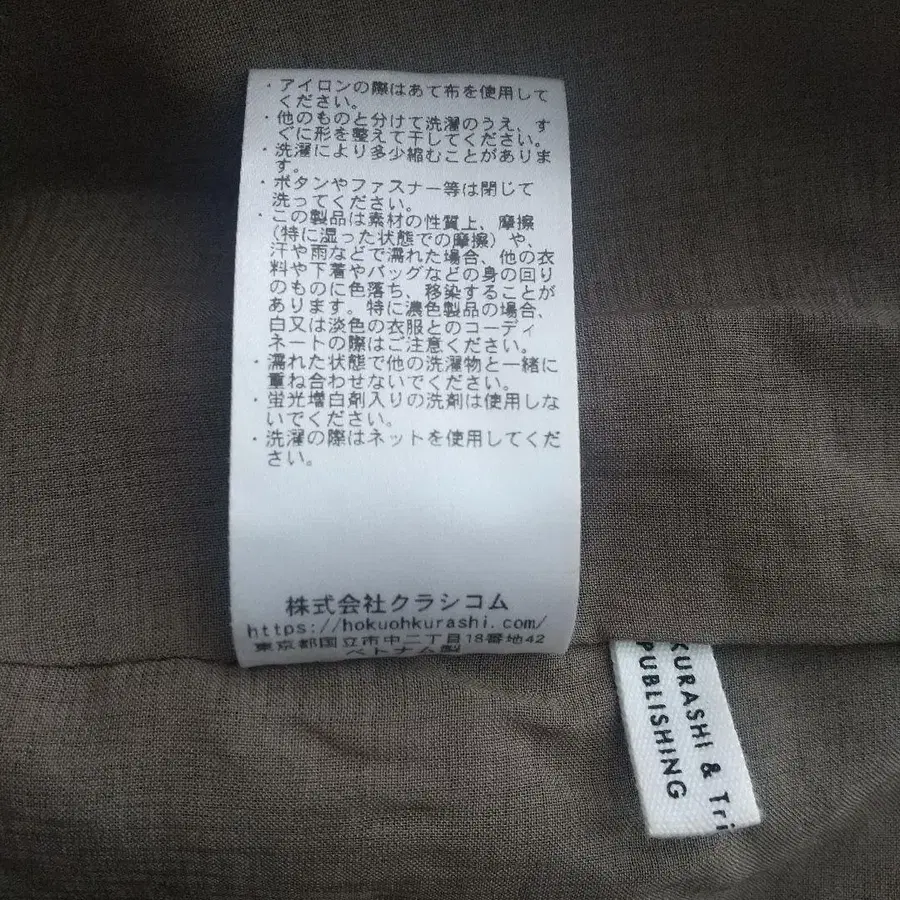 ・アイロンの際はあて布を使用して
ください。
・他のものと分けて洗濯のうえ、す
ぐに形を整えて干してください。
・洗濯により多少縮むことがありま
す。
・ボタンやファスナー等は閉じて
洗ってください。
・この製品は素材の性質上、摩擦
（特に湿った状態での摩擦）や、
汗や雨などで濡れた場合、他の衣
料や下着やバッグなどの身の回り
のものに色落ち、移染することが
あります。特に濃色製品の場合、
白又は淡色の衣服とのコーディ
ネートの際はご注意ください。
・濡れた状態で他の洗濯物と一緒に
重ね合わせないでください。
・蛍光増白剤入りの洗剤は使用しな
いでください。
・洗濯の際はネットを使用してくだ
さい。
株式会社クラシコム
https://hokuohkurashi.com/
東京都国立市中二丁目18番地42
ベトナム製
KURASHI & Tri
PUBLISHING